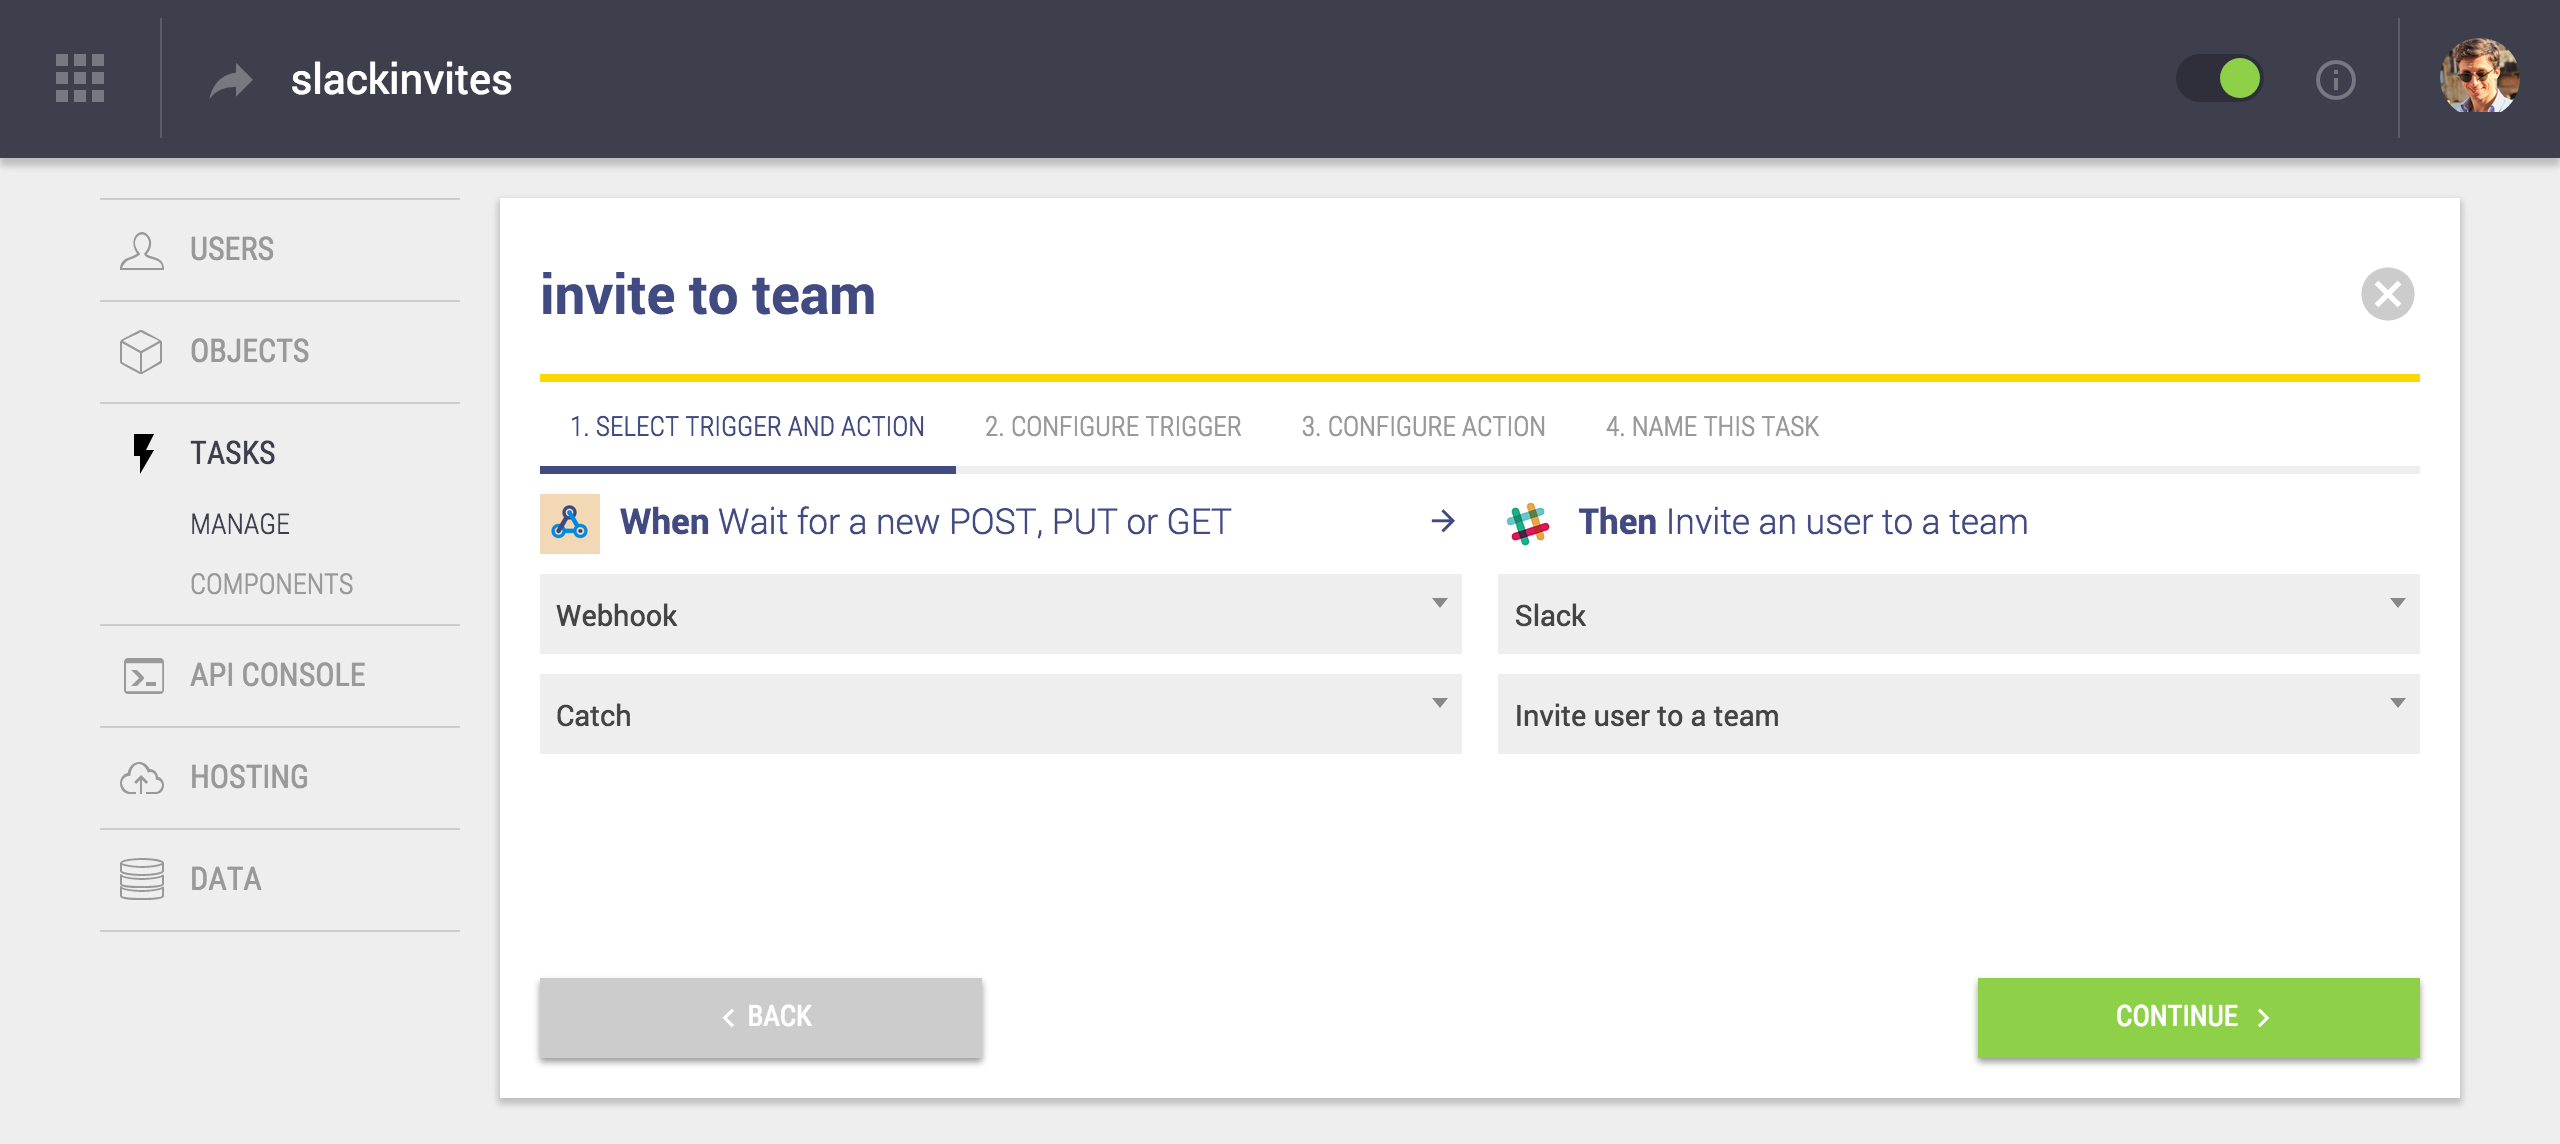 slackinvites
USERS
OBJECTS
TASKS
MANAGE
COMPONENTS
API CONSOLE
HOSTING
DATA
invite to team
1. SELECT TRIGGER AND ACTION
2. CONFIGURE TRIGGER
3. CONFIGURE ACTION
4. NAME THIS TASK
When Wait for a new POST, PUT or GET
Webhook
Catch
Then Invite an user to a team
Slack
Invite user to a team
BACK
CONTINUE